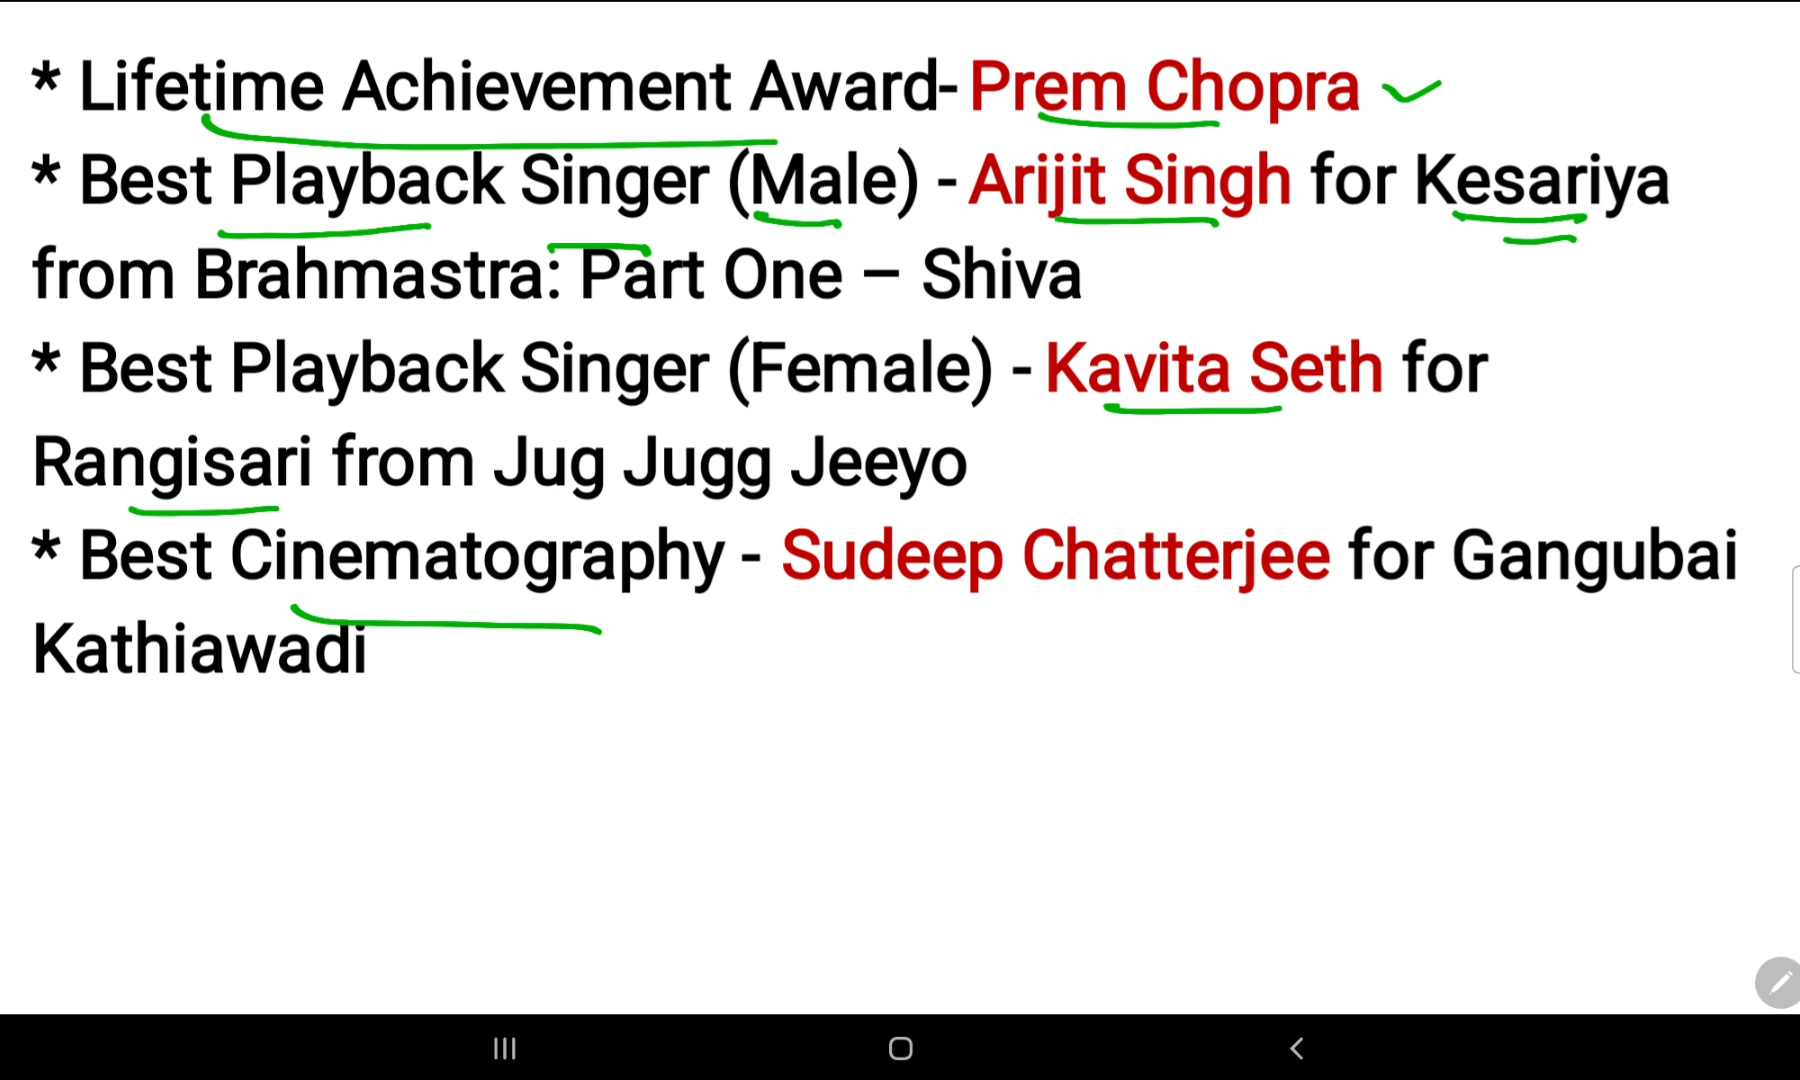 * Lifetime Achievement Award- Prem Chopra
* Best Playback Singer (Male) - Arijit Singh for Kesariya
from Brahmastra: Part One – Shiva
* Best Playback Singer (Female) - Kavita Seth for
Rangisari from Jug Jugg Jeeyo
* Best Cinematography - Sudeep Chatterjee for Gangubai
Kathiawadi